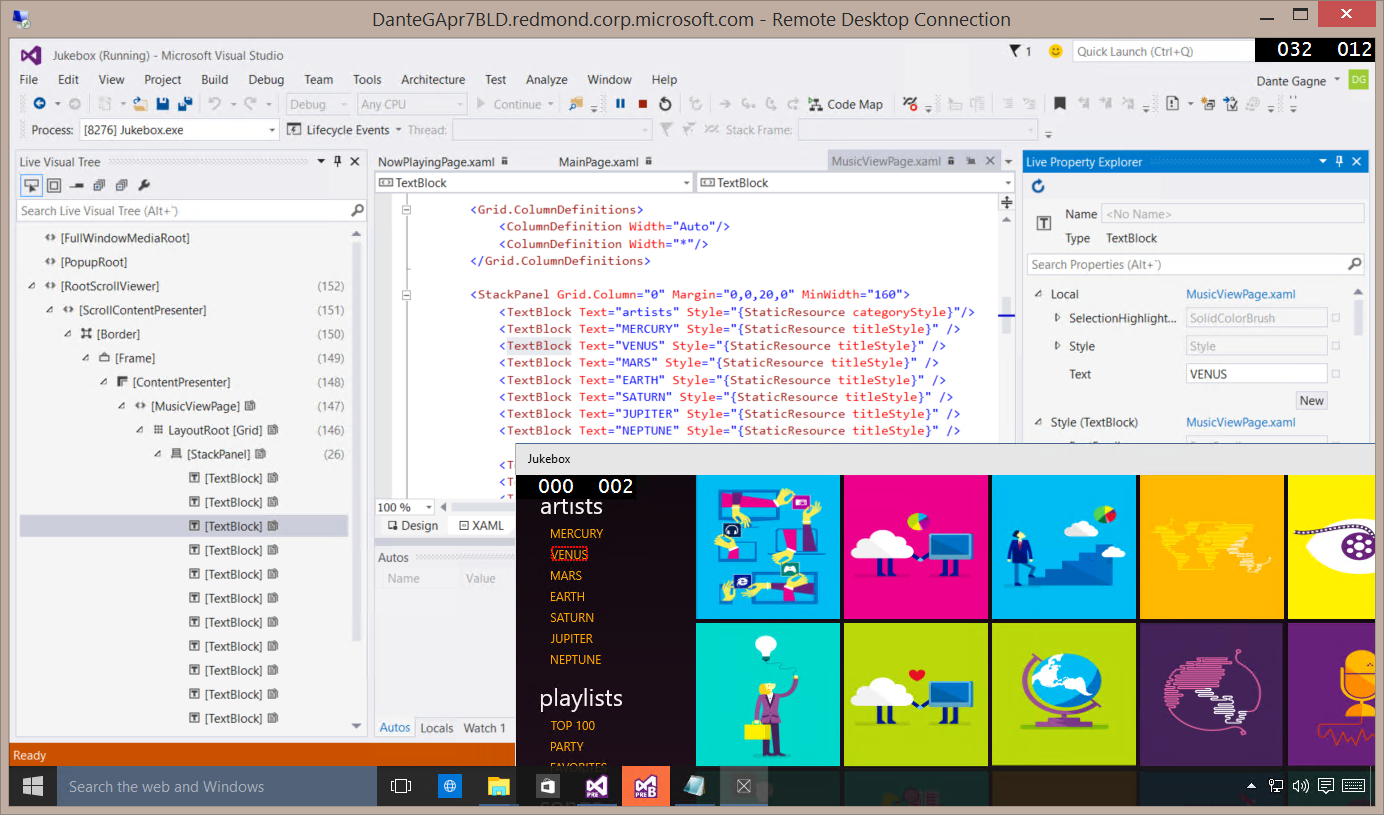 DanteGApr7BLD.redmond.corp.microsoft.com - Remote Desktop Connection
Jukebox (Running) - Microsoft Visual Studio
1
Quick Launch (Ctrl+Q)
032 012
File Edit View Project Build Debug Team Tools Architecture Test Analyze Window Help
Dante Gagne
DG
Debug Any CPU Continue Code Map
Process: [8276] Jukebox.exe Lifecycle Events Thread: Stack Frame:
Live Visual Tree
Search Live Visual Tree (Alt+`)
[FullWindowMediaRoot]
[PopupRoot]
[RootScrollViewer] (152)
[ScrollContentPresenter] (151)
[Border] (150)
[Frame] (149)
[ContentPresenter] (148)
[MusicViewPage] (147)
LayoutRoot [Grid] (146)
[StackPanel] (26)
[TextBlock]
[TextBlock]
[TextBlock]
[TextBlock]
[TextBlock]
[TextBlock]
[TextBlock]
[TextBlock]
[TextBlock]
[TextBlock]
[TextBlock]
NowPlayingPage.xaml MainPage.xaml MusicViewPage.xaml
TextBlock TextBlock
<Grid.ColumnDefinitions>
<ColumnDefinition Width="Auto"/>
<ColumnDefinition Width="*"/>
</Grid.ColumnDefinitions>
<StackPanel Grid.Column="0" Margin="0,0,20,0" MinWidth="160">
<TextBlock Text="artists" Style="{StaticResource categoryStyle}"/>
<TextBlock Text="MERCURY" Style="{StaticResource titleStyle}" />
<TextBlock Text="VENUS" Style="{StaticResource titleStyle}" />
<TextBlock Text="MARS" Style="{StaticResource titleStyle}" />
<TextBlock Text="EARTH" Style="{StaticResource titleStyle}" />
<TextBlock Text="SATURN" Style="{StaticResource titleStyle}" />
<TextBlock Text="JUPITER" Style="{StaticResource titleStyle}" />
<TextBlock Text="NEPTUNE" Style="{StaticResource titleStyle}" />
100 %
Design XAML
Autos
Name Value
Autos Locals Watch 1
Live Property Explorer
Name <No Name>
Type TextBlock
Search Properties (Alt+`)
Local MusicViewPage.xaml
SelectionHighlight... SolidColorBrush
Style Style
Text VENUS
New
Style (TextBlock) MusicViewPage.xaml
Jukebox
000 002
artists
MERCURY
VENUS
MARS
EARTH
SATURN
JUPITER
NEPTUNE
playlists
TOP 100
PARTY
FAVORITES
Ready
Search the web and Windows
PRE
PRE